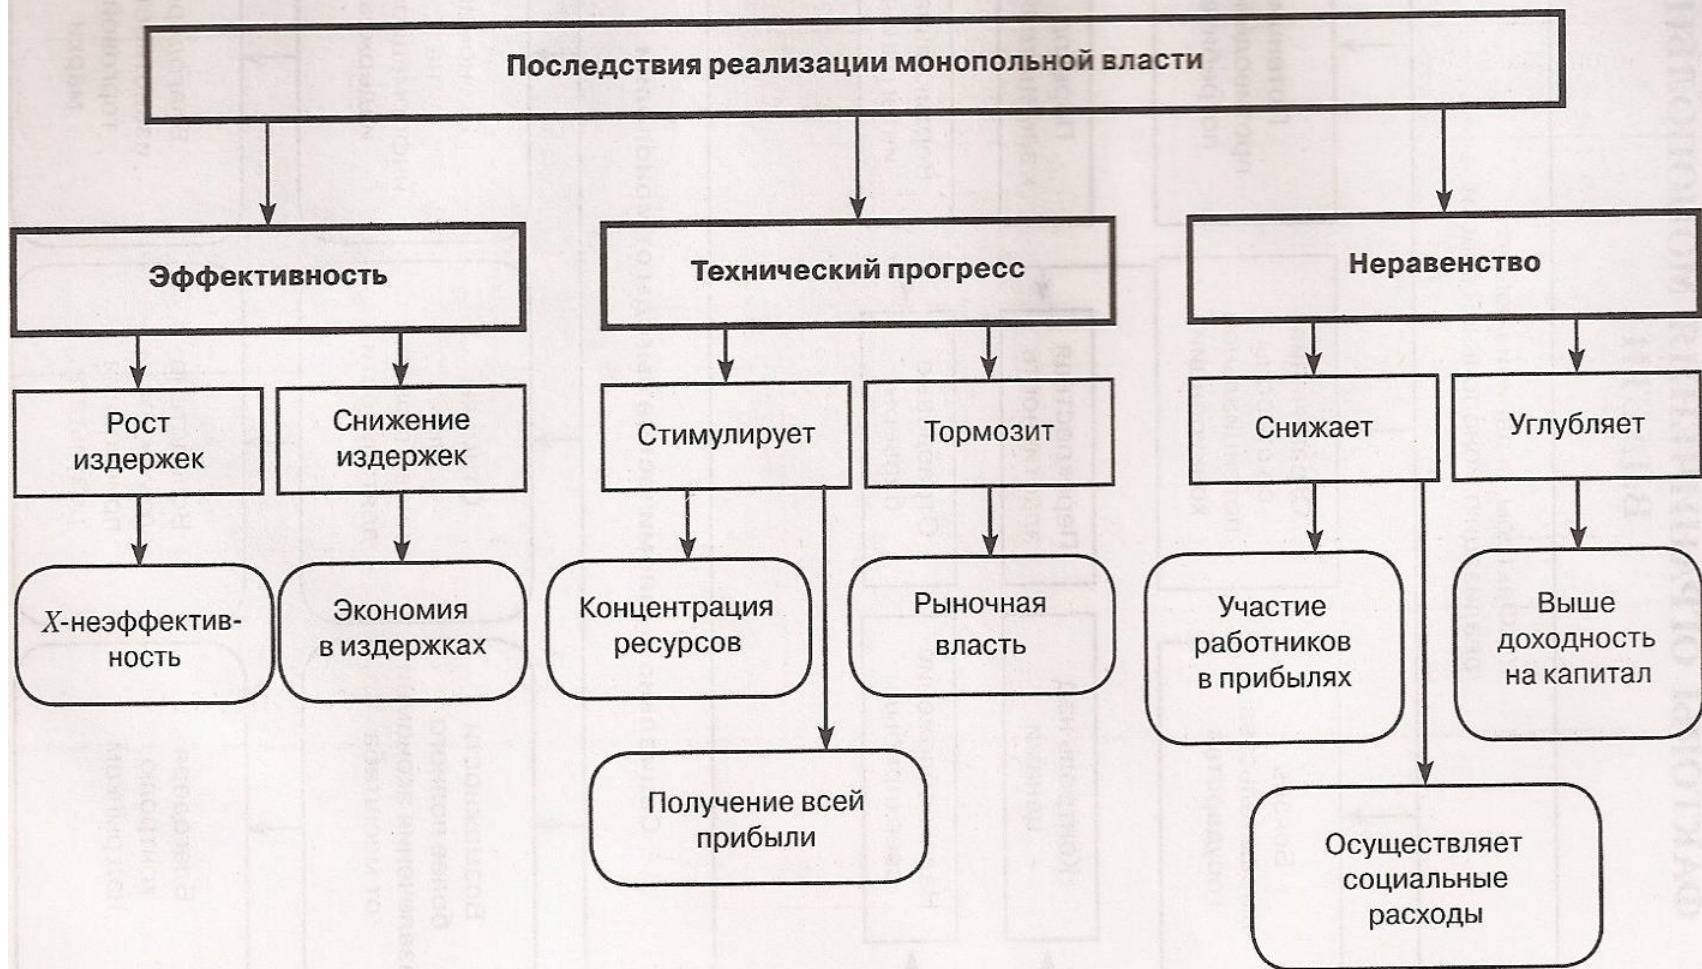 Последствия реализации монопольной власти
Эффективность
Технический прогресс
Неравенство
Рост
издержек
Снижение
издержек
Стимулирует
Тормозит
Снижает
Углубляет
X-неэффектив-
ность
Экономия
в издержках
Концентрация
ресурсов
Рыночная
власть
Участие
работников
в прибылях
Выше
доходность
на капитал
Получение всей
прибыли
Осуществляет
социальные
расходы